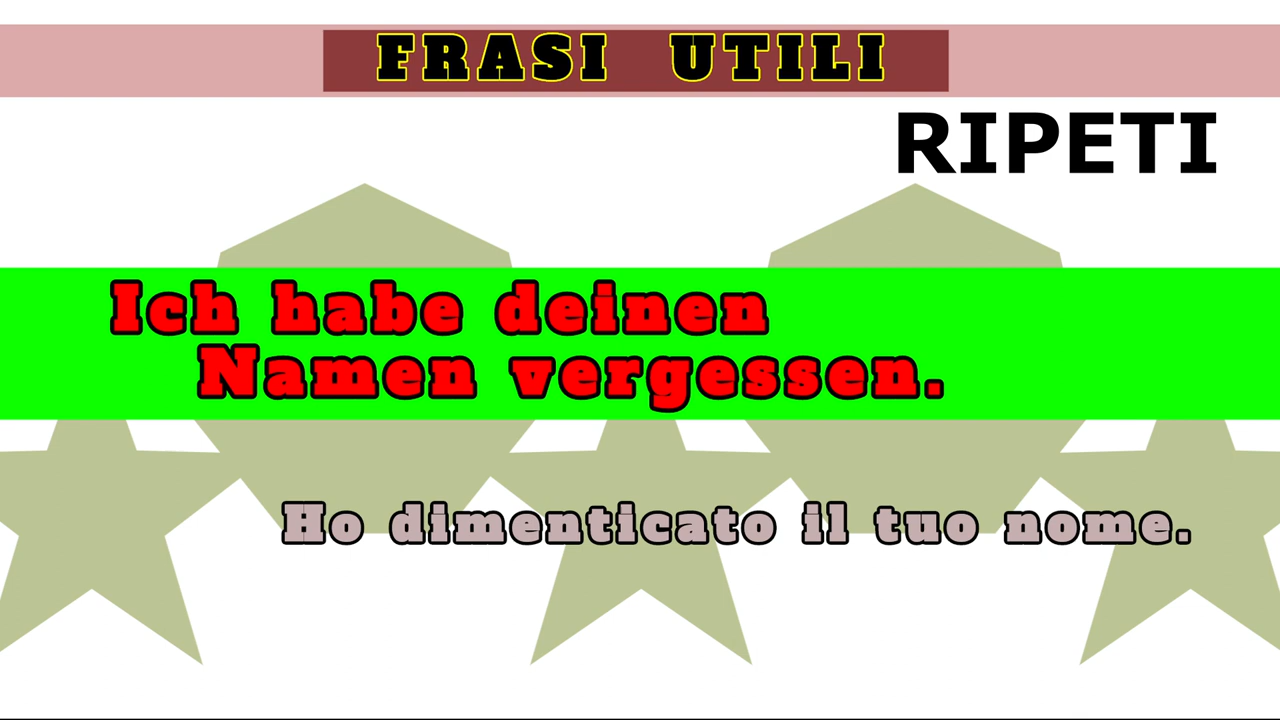 FRASI UTILI
RIPETI
Ich habe deinen
Namen vergessen.
Ho dimenticato il tuo nome.